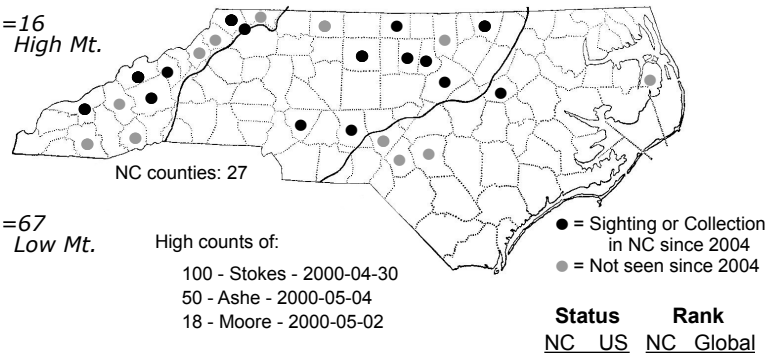 =16
High Mt.
NC counties: 27
=67
Low Mt.
High counts of:
100 - Stokes - 2000-04-30
50 - Ashe - 2000-05-04
18 - Moore - 2000-05-02
● = Sighting or Collection
in NC since 2004
● = Not seen since 2004
Status Rank
NC US NC Global